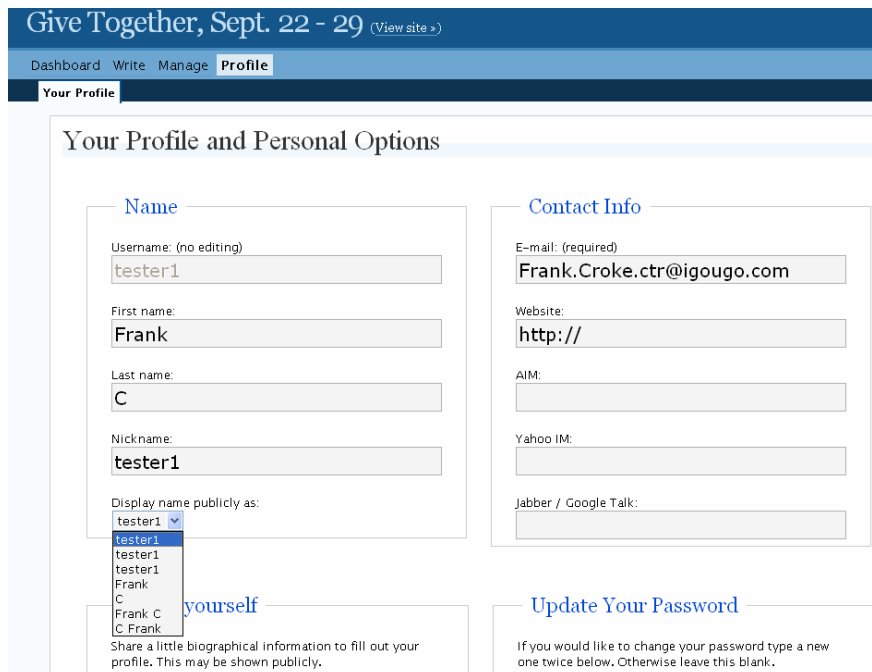 Give Together, Sept. 22 - 29 (View site »)
Dashboard Write Manage Profile
Your Profile
Your Profile and Personal Options
Name
Username: (no editing)
tester1
First name:
Frank
Last name:
C
Nickname:
tester1
Display name publicly as:
tester1
tester1
tester1
tester1
Frank
C
Frank C
C Frank
Contact Info
E-mail: (required)
Frank.Croke.ctr@igougo.com
Website:
http://
AIM:
Yahoo IM:
Jabber / Google Talk:
yourself
Share a little biographical information to fill out your
profile. This may be shown publicly.
Update Your Password
If you would like to change your password type a new
one twice below. Otherwise leave this blank.